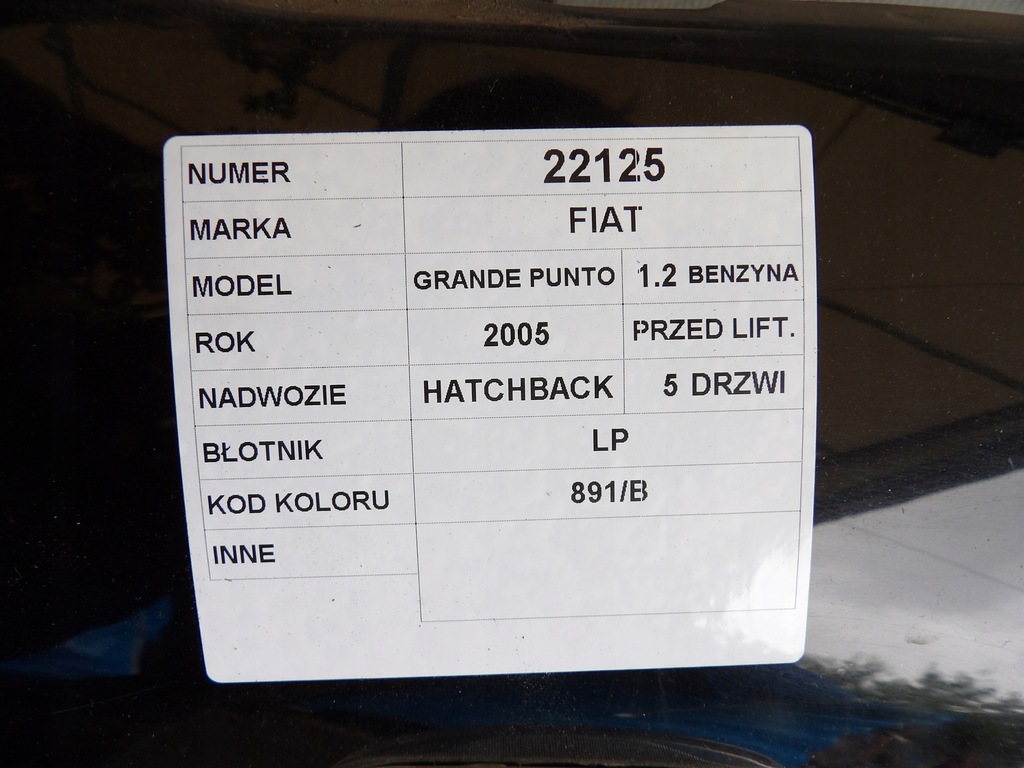 NUMER 22125
MARKA FIAT
MODEL GRANDE PUNTO 1.2 BENZYNA
ROK 2005 PRZED LIFT.
NADWOZIE HATCHBACK 5 DRZWI
BŁOTNIK LP
KOD KOLORU 891/B
INNE